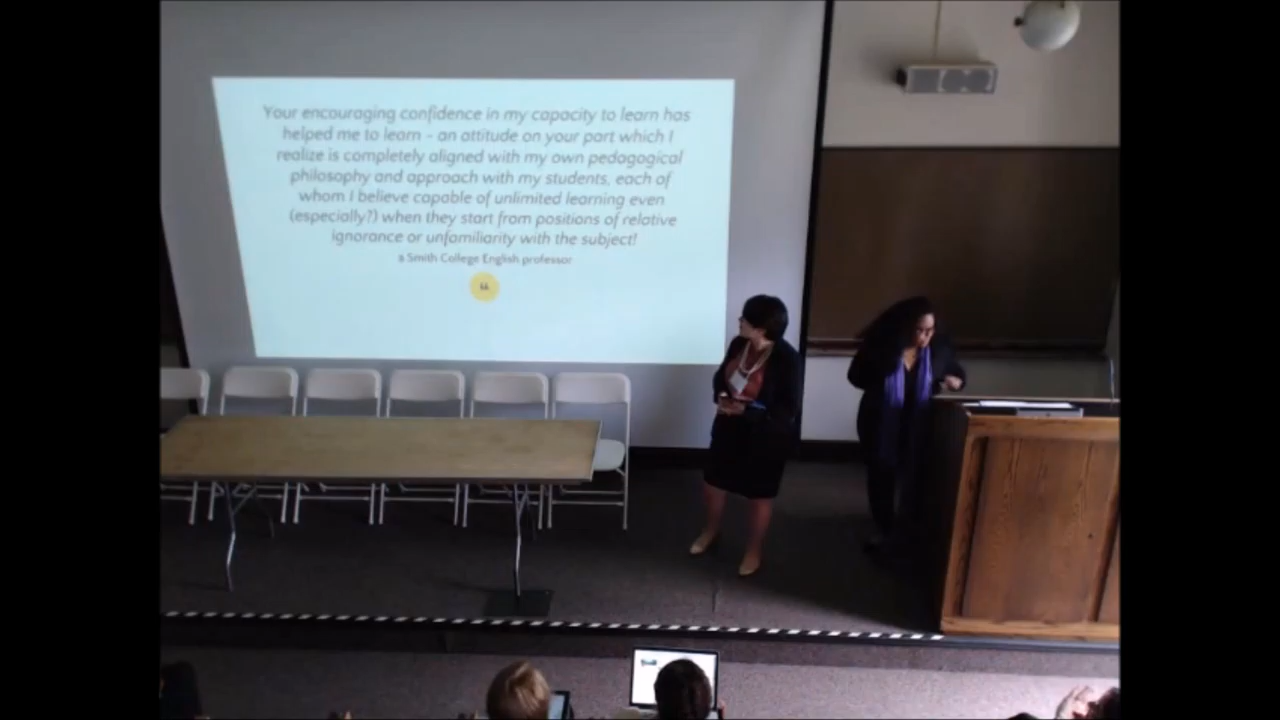 Your encouraging confidence in my capacity to learn has
helped me to learn - an attitude on your part which I
realize is completely aligned with my own pedagogical
philosophy and approach with my students, each of
whom I believe capable of unlimited learning even
(especially?) when they start from positions of relative
ignorance or unfamiliarity with the subject!
a Smith College English professor
“